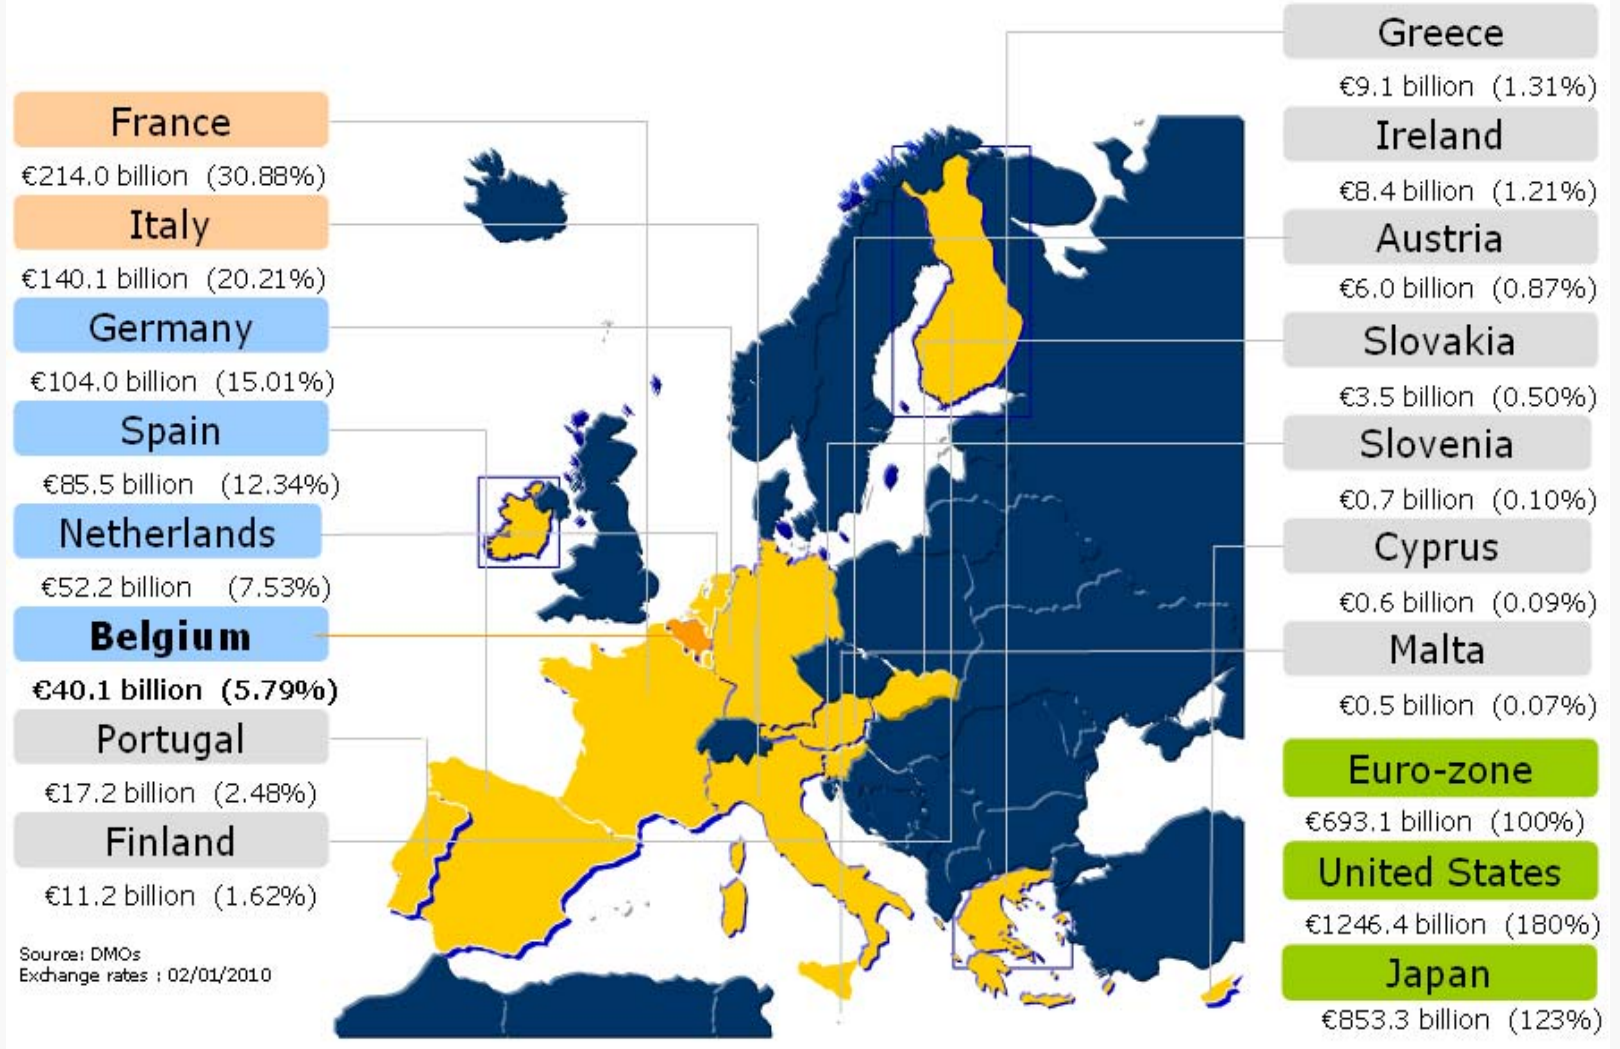 France
€214.0 billion (30.88%)
Italy
€140.1 billion (20.21%)
Germany
€104.0 billion (15.01%)
Spain
€85.5 billion (12.34%)
Netherlands
€52.2 billion (7.53%)
Belgium
€40.1 billion (5.79%)
Portugal
€17.2 billion (2.48%)
Finland
€11.2 billion (1.62%)
Source: DMOs
Exchange rates : 02/01/2010
Greece
€9.1 billion (1.31%)
Ireland
€8.4 billion (1.21%)
Austria
€6.0 billion (0.87%)
Slovakia
€3.5 billion (0.50%)
Slovenia
€0.7 billion (0.10%)
Cyprus
€0.6 billion (0.09%)
Malta
€0.5 billion (0.07%)
Euro-zone
€693.1 billion (100%)
United States
€1246.4 billion (180%)
Japan
€853.3 billion (123%)